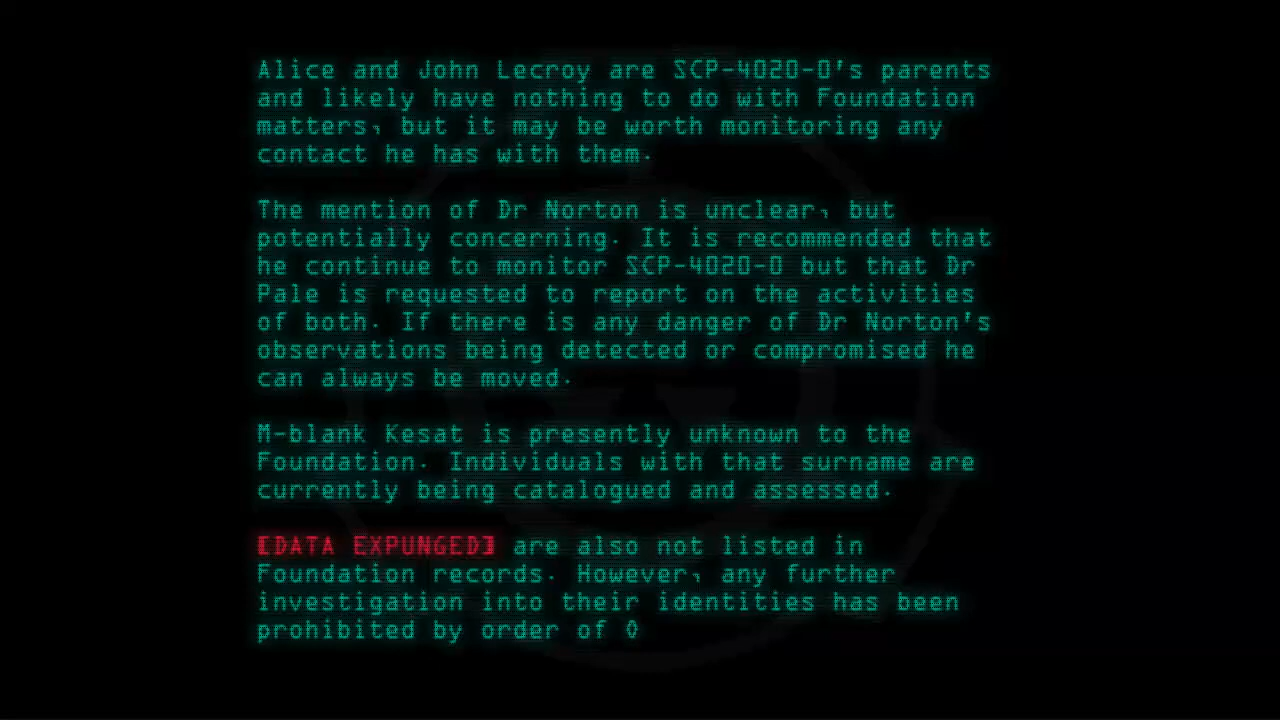 Alice and John Lecroy are SCP-4020-0's parents
and likely have nothing to do with Foundation
matters, but it may be worth monitoring any
contact he has with them.
The mention of Dr Norton is unclear, but
potentially concerning. It is recommended that
he continue to monitor SCP-4020-0 but that Dr
Pale is requested to report on the activities
of both. If there is any danger of Dr Norton's
observations being detected or compromised he
can always be moved.
M-blank Kesat is presently unknown to the
Foundation. Individuals with that surname are
currently being catalogued and assessed.
[DATA EXPUNGED] are also not listed in
Foundation records. However, any further
investigation into their identities has been
prohibited by order of 0